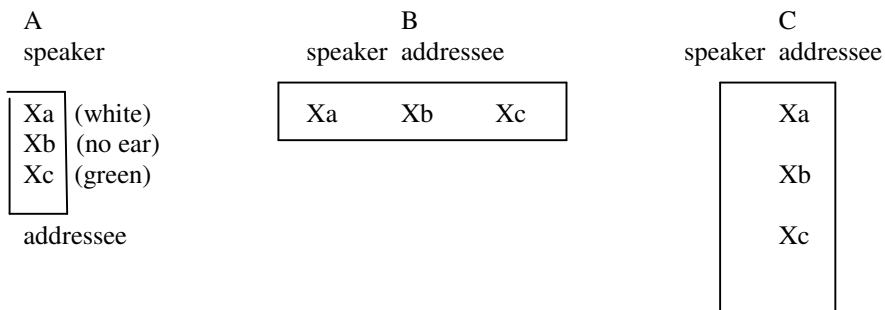 A B C
speaker speaker addressee speaker addressee
Xa (white) Xa Xb Xc Xa
Xb (no ear)
Xc (green) Xb
addressee Xc